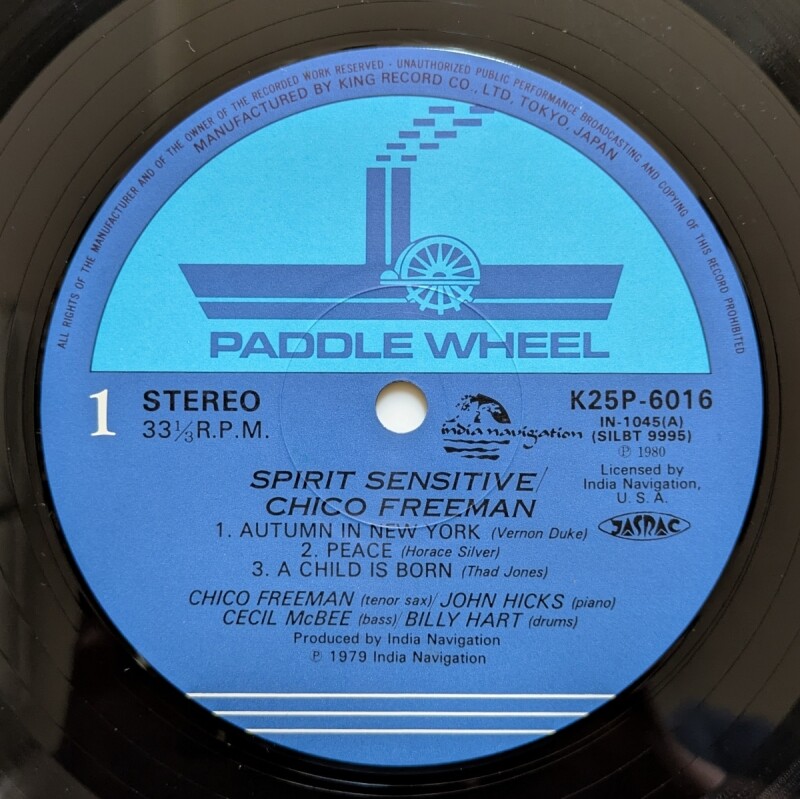 ALL RIGHTS OF THE MANUFACTURER AND OF THE OWNER OF THE RECORDED WORK RESERVED - UNAUTHORIZED PUBLIC PERFORMANCE BROADCASTING AND COPYING OF THIS RECORD PROHIBITED
MANUFACTURED BY KING RECORD CO., LTD. TOKYO, JAPAN
PADDLE WHEEL
1 STEREO
33⅓ R.P.M.
india navigation
K25P-6016
IN-1045(A)
(SILBT 9995)
℗ 1980
Licensed by
India Navigation,
U. S. A.
JASRAC
SPIRIT SENSITIVE/
CHICO FREEMAN
1. AUTUMN IN NEW YORK (Vernon Duke)
2. PEACE (Horace Silver)
3. A CHILD IS BORN (Thad Jones)
CHICO FREEMAN (tenor sax)/JOHN HICKS (piano)
CECIL McBEE (bass)/BILLY HART (drums)
Produced by India Navigation
℗ 1979 India Navigation